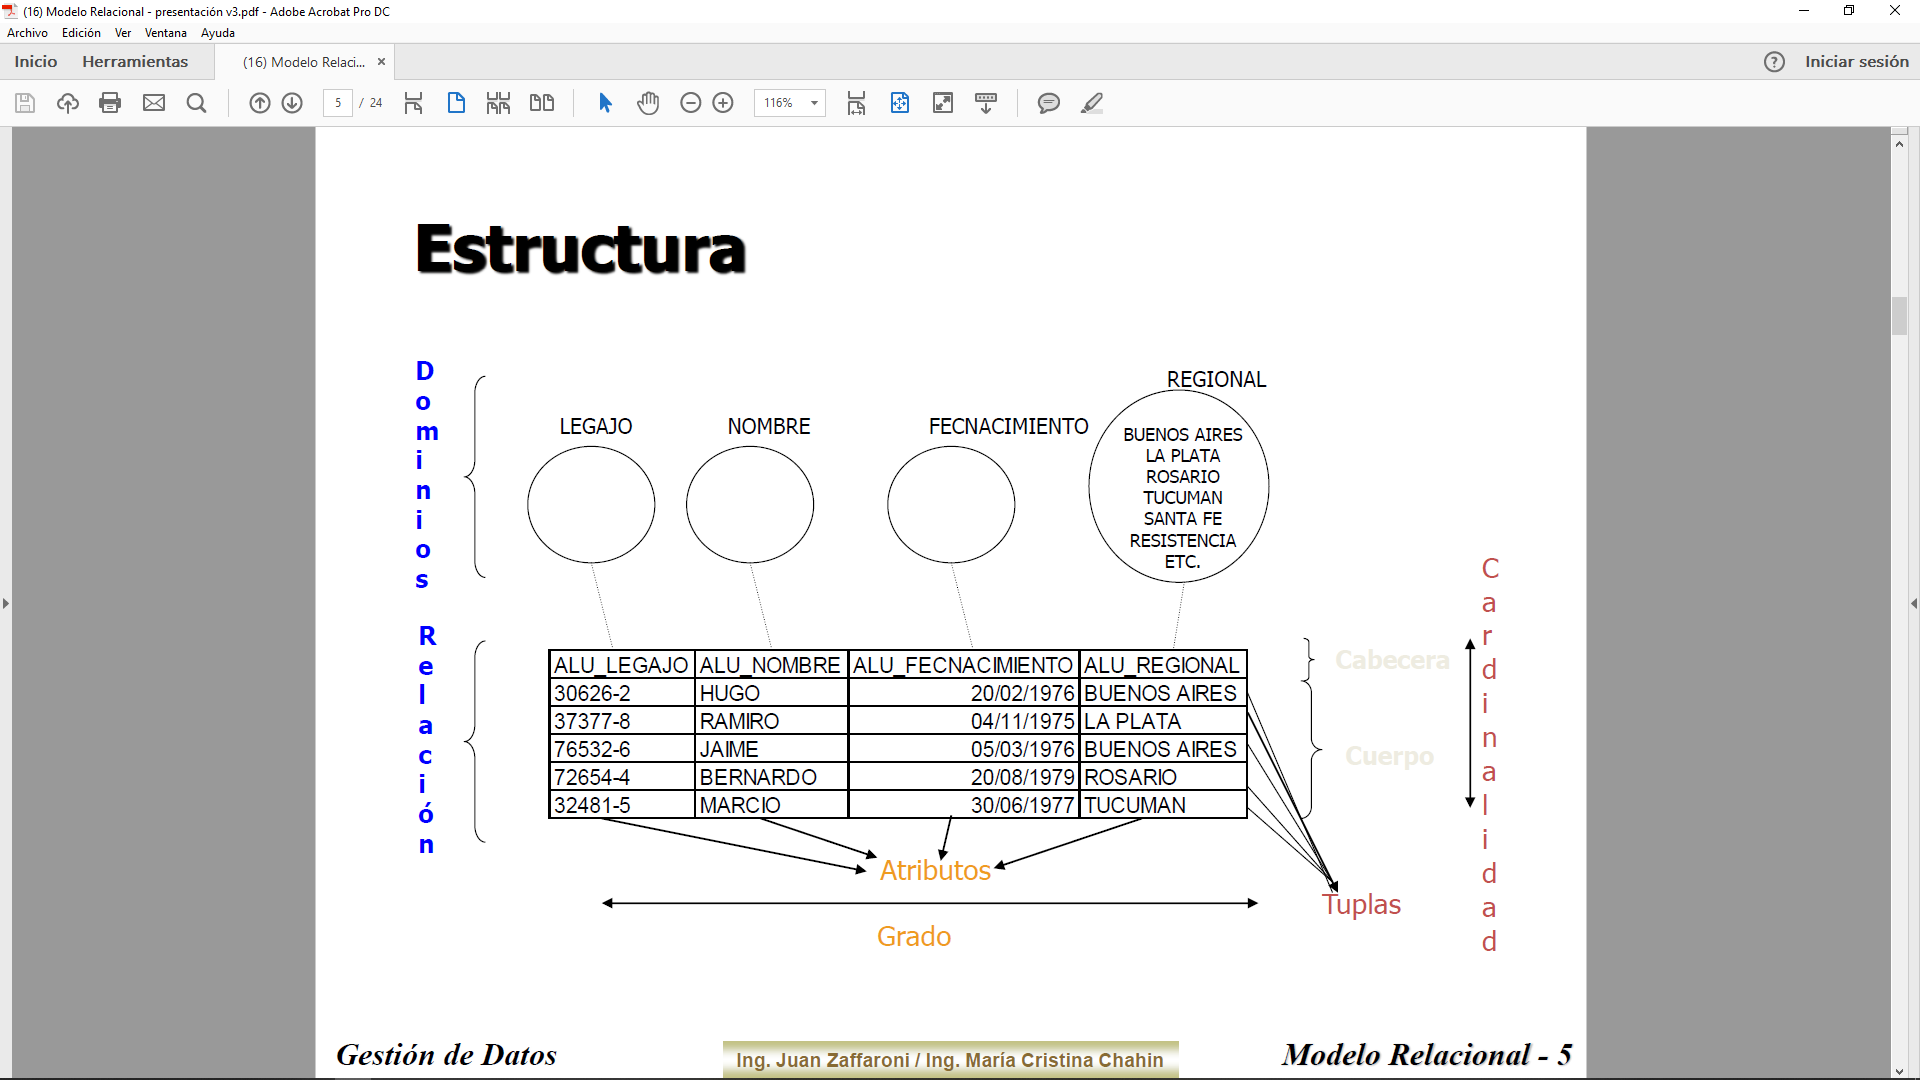 (16) Modelo Relacional - presentación v3.pdf - Adobe Acrobat Pro DC
Archivo Edición Ver Ventana Ayuda
Inicio Herramientas (16) Modelo Relaci... × ? Iniciar sesión
5 / 24 116%
Estructura
Dominios
REGIONAL
LEGAJO NOMBRE FECNACIMIENTO
BUENOS AIRES
LA PLATA
ROSARIO
TUCUMAN
SANTA FE
RESISTENCIA
ETC.
Relación
ALU_LEGAJO ALU_NOMBRE ALU_FECNACIMIENTO ALU_REGIONAL
30626-2 HUGO 20/02/1976 BUENOS AIRES
37377-8 RAMIRO 04/11/1975 LA PLATA
76532-6 JAIME 05/03/1976 BUENOS AIRES
72654-4 BERNARDO 20/08/1979 ROSARIO
32481-5 MARCIO 30/06/1977 TUCUMAN
Cabecera
Cuerpo
Cardinalidad
Atributos
Tuplas
Grado
Gestión de Datos
Ing. Juan Zaffaroni / Ing. María Cristina Chahin
Modelo Relacional - 5